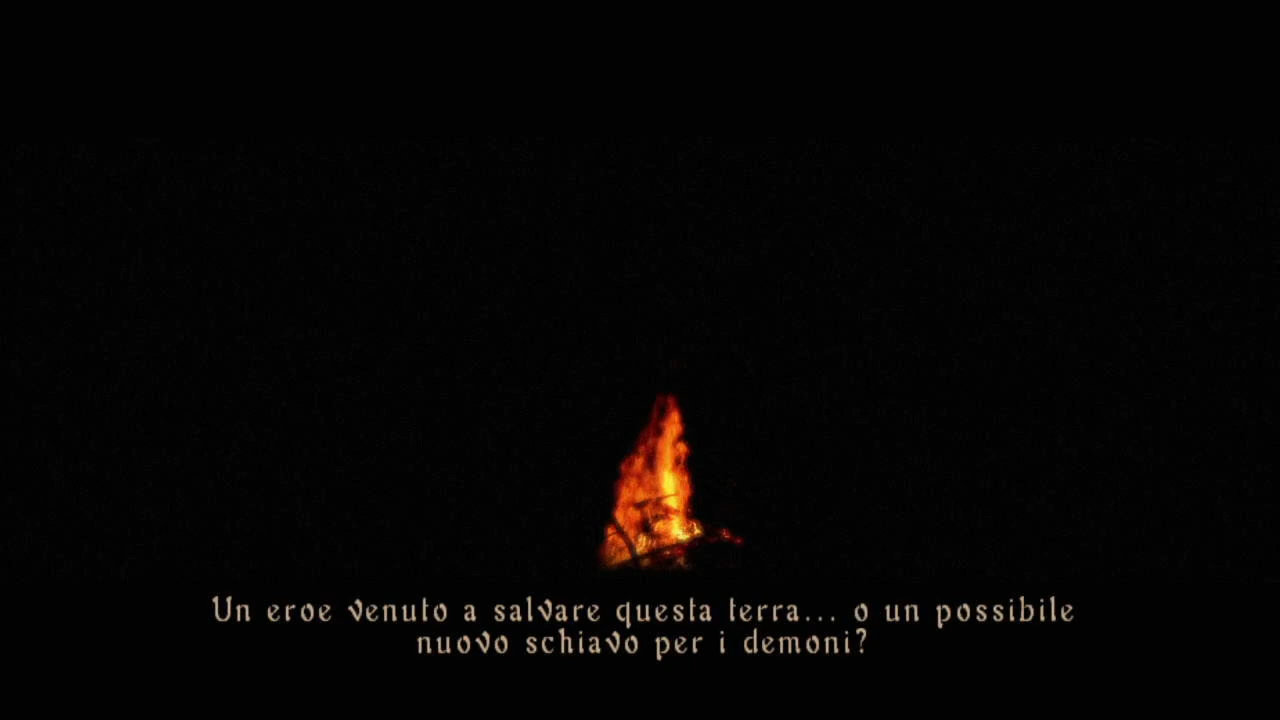 Un eroe venuto a salvare questa terra... o un possibile
nuovo schiavo per i demoni?